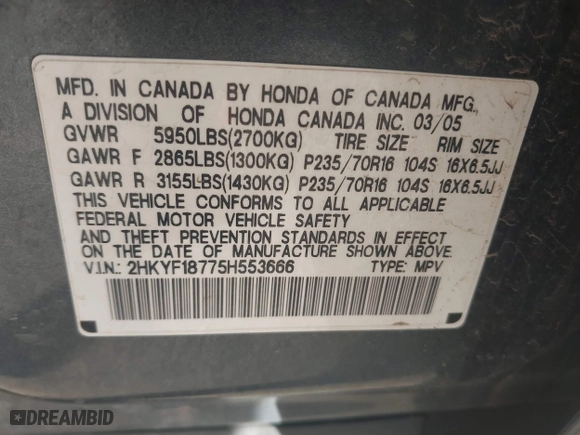 MFD. IN CANADA BY HONDA OF CANADA MFG.,
A DIVISION OF HONDA CANADA INC. 03/05
GVWR 5950LBS(2700KG) TIRE SIZE RIM SIZE
GAWR F 2865LBS(1300KG) P235/70R16 104S 16X6.5JJ
GAWR R 3155LBS(1430KG) P235/70R16 104S 16X6.5JJ
THIS VEHICLE CONFORMS TO ALL APPLICABLE
FEDERAL MOTOR VEHICLE SAFETY
AND THEFT PREVENTION STANDARDS IN EFFECT
ON THE DATE OF MANUFACTURE SHOWN ABOVE.
V.I.N.: 2HKYF18775H553666 TYPE: MPV
DREAMBID